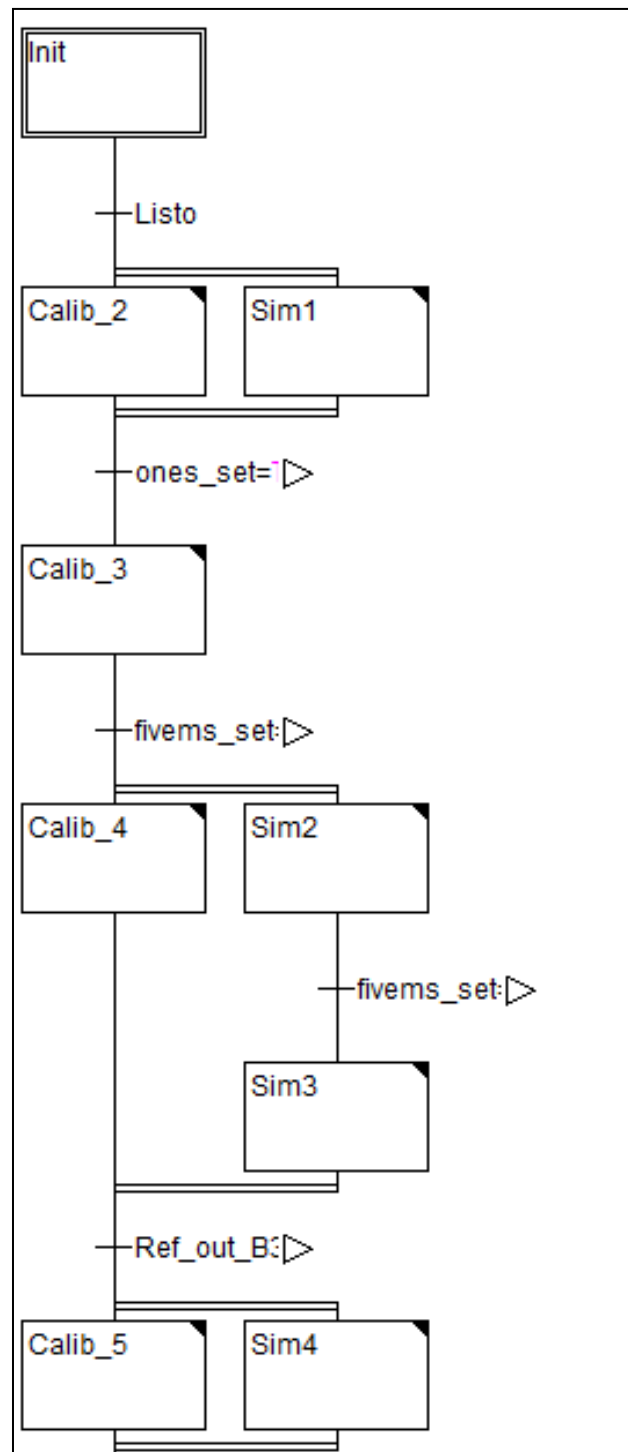 Init
Listo
Calib_2
Sim1
ones_set=
Calib_3
fivems_set
Calib_4
Sim2
fivems_set
Sim3
Ref_out_B
Calib_5
Sim4